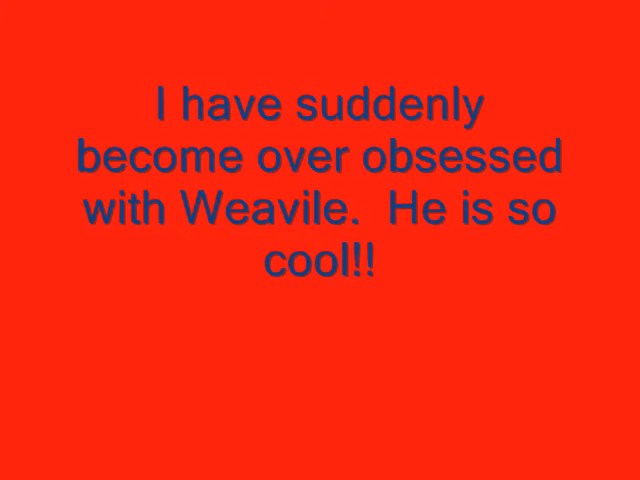 I have suddenly
become over obsessed
with Weavile.  He is so
cool!!